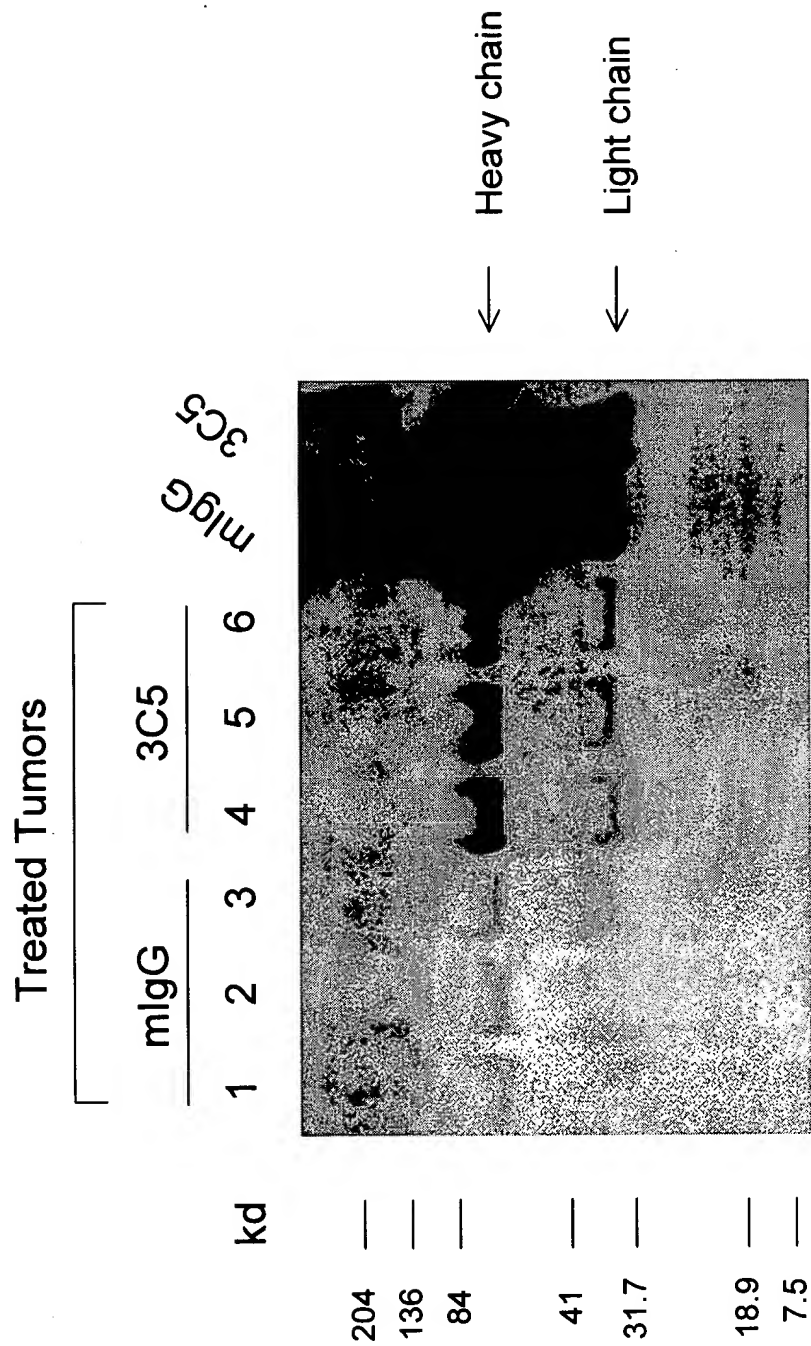 Treated Tumors
mIgG 3C5
kd 1 2 3 4 5 6 mIgG 3C5
204
136
84
Heavy chain
41
Light chain
31.7
18.9
7.5